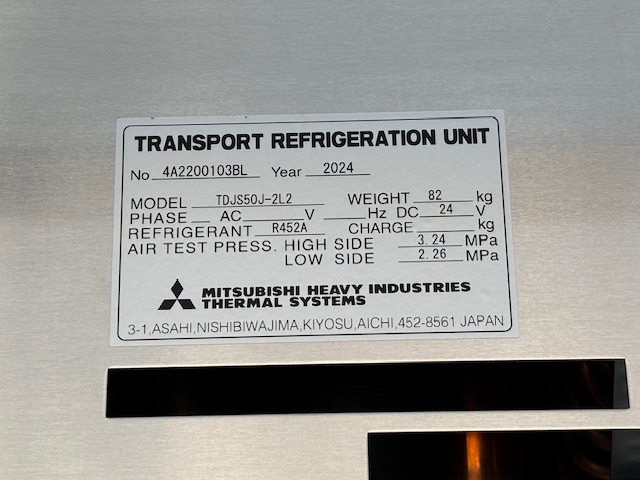 TRANSPORT REFRIGERATION UNIT
No 4A2200103BL Year 2024
MODEL TDJS50J-2L2 WEIGHT 82 kg
PHASE AC V Hz DC 24 V
REFRIGERANT R452A CHARGE kg
AIR TEST PRESS. HIGH SIDE 3.24 MPa
LOW SIDE 2.26 MPa
MITSUBISHI HEAVY INDUSTRIES
THERMAL SYSTEMS
3-1,ASAHI,NISHIBIWAJIMA,KIYOSU,AICHI,452-8561 JAPAN